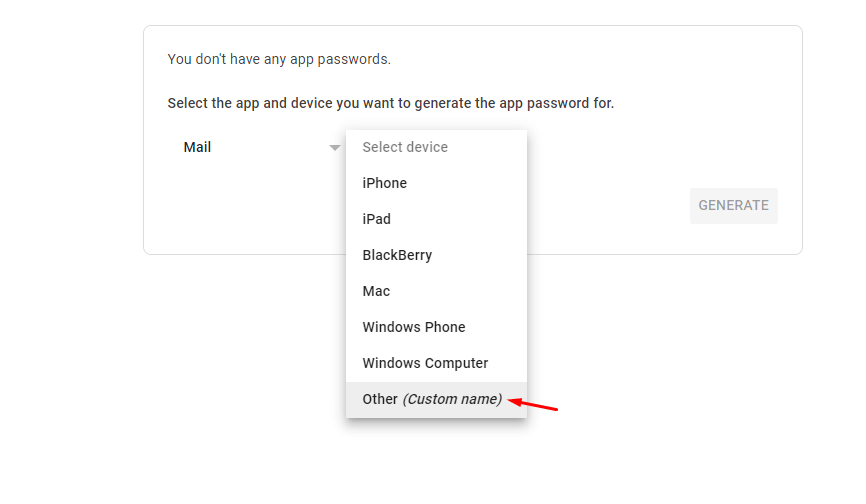 You don't have any app passwords.
Select the app and device you want to generate the app password for.
Mail
Select device
iPhone
iPad
BlackBerry
Mac
Windows Phone
Windows Computer
Other (Custom name)
GENERATE